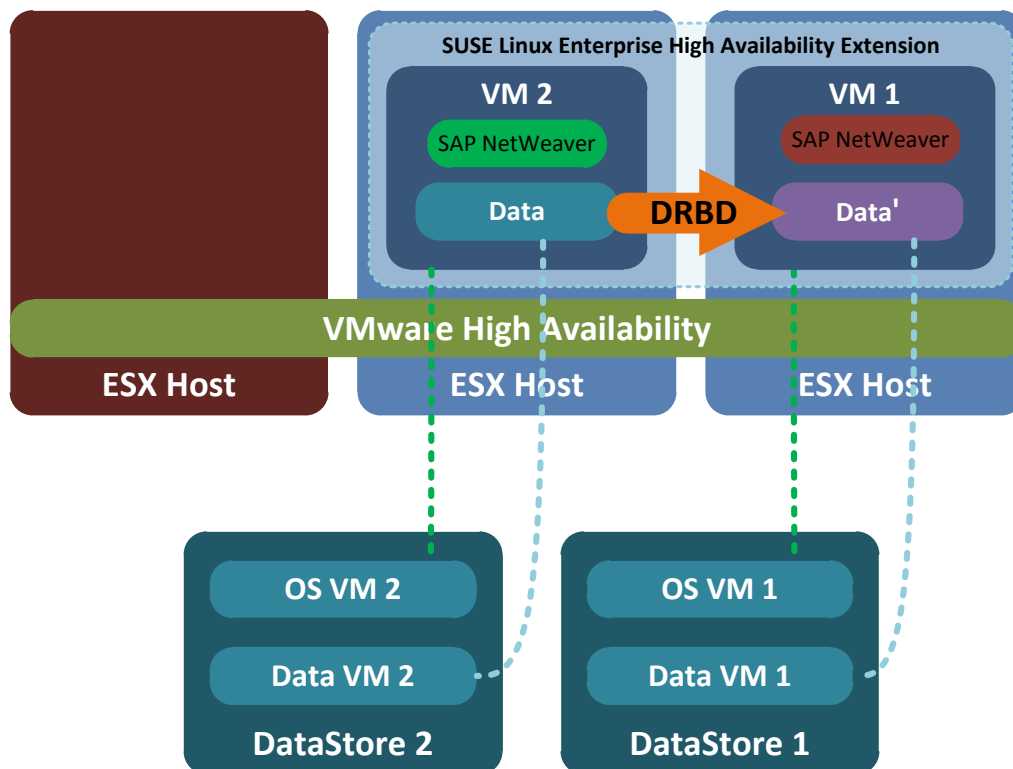 SUSE Linux Enterprise High Availability Extension
VM 2
VM 1
SAP NetWeaver
SAP NetWeaver
Data
DRBD
Data'
VMware High Availability
ESX Host
ESX Host
ESX Host
OS VM 2
OS VM 1
Data VM 2
Data VM 1
DataStore 2
DataStore 1